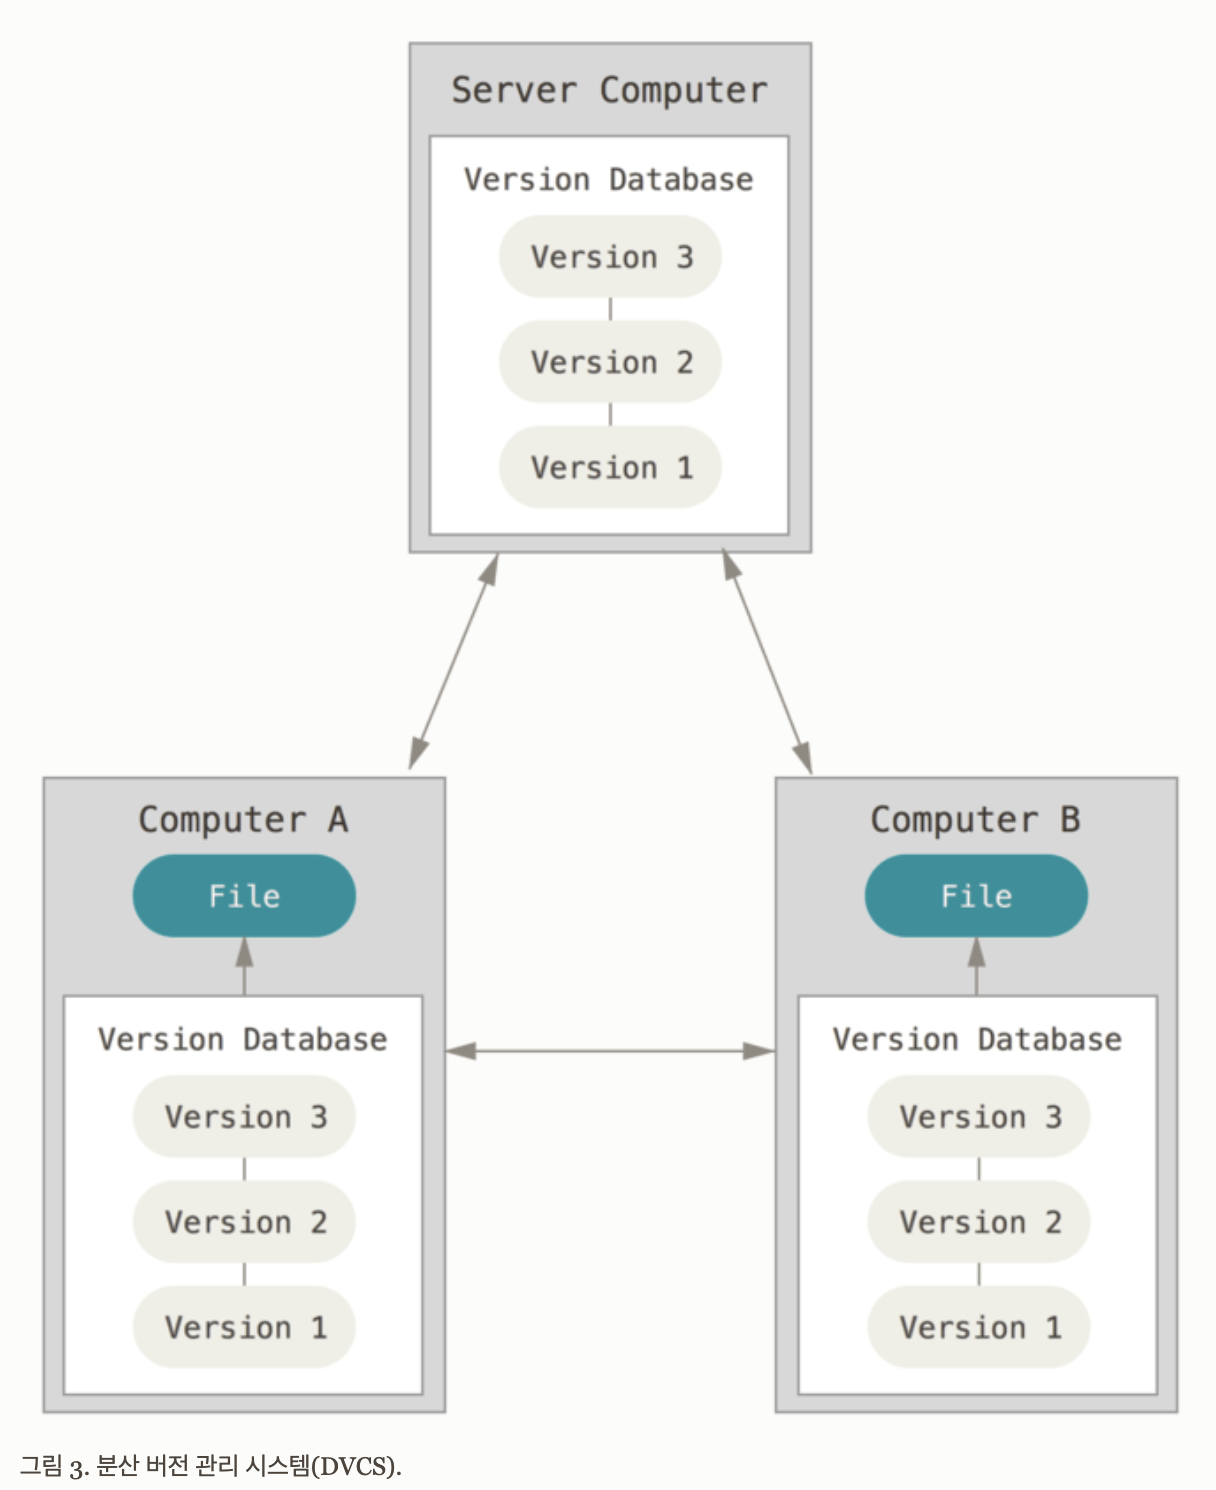 Server Computer
Version Database
Version 3
Version 2
Version 1
Computer A
File
Version Database
Version 3
Version 2
Version 1
Computer B
File
Version Database
Version 3
Version 2
Version 1
그림 3. 분산 버전 관리 시스템(DVCS).